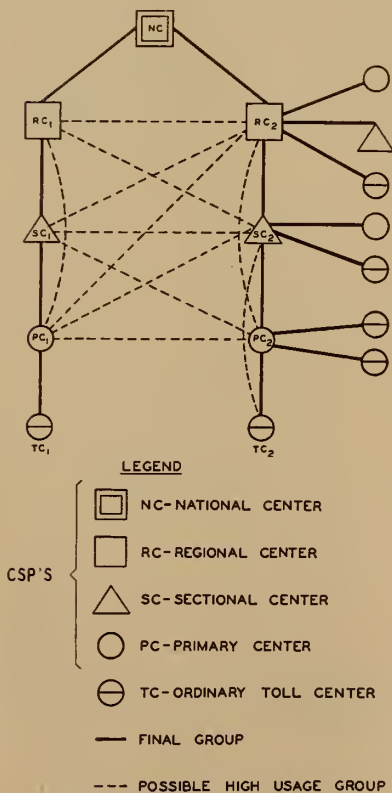 NC
RC1 RC2
SC1 SC2
PC1 PC2
TC1 TC2
LEGEND
CSP'S
NC-NATIONAL CENTER
RC-REGIONAL CENTER
SC-SECTIONAL CENTER
PC-PRIMARY CENTER
TC-ORDINARY TOLL CENTER
FINAL GROUP
POSSIBLE HIGH USAGE GROUP